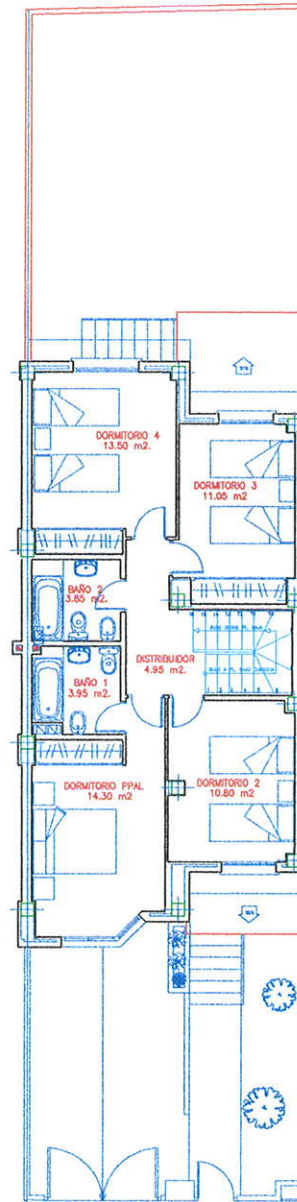 DORMITORIO 4
13.50 m2.
DORMITORIO 3
11.05 m2
BAÑO 2
3.85 m2.
DISTRIBUIDOR
4.95 m2.
BAÑO 1
3.95 m2.
DORMITORIO PPAL
14.30 m2
DORMITORIO 2
10.80 m2